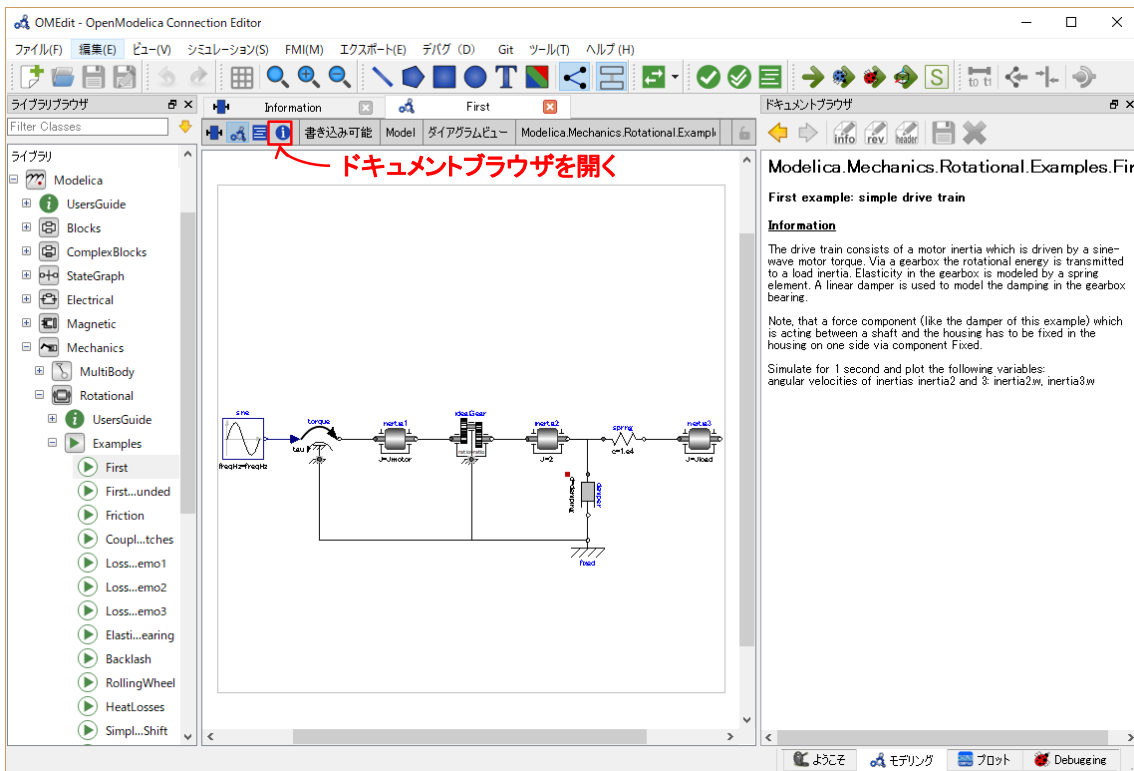 OMEdit - OpenModelica Connection Editor
ファイル(F) 編集(E) ビュー(V) シミュレーション(S) FMI(M) エクスポート(E) デバグ (D) Git ツール(T) ヘルプ(H)
T S to ti
ライブラリブラウザ
Filter Classes
ライブラリ
Modelica
UsersGuide
Blocks
ComplexBlocks
StateGraph
Electrical
Magnetic
Mechanics
MultiBody
Rotational
UsersGuide
Examples
First
First...unded
Friction
Coupl...tches
Loss...emo1
Loss...emo2
Loss...emo3
Elasti...earing
Backlash
RollingWheel
HeatLosses
Simpl...Shift
Information First
書き込み可能 Model ダイアグラムビュー Modelica.Mechanics.Rotational.Exampl
ドキュメントブラウザを開く
sine
freqHz=freqHz
torque
tau
inertia1
J=Jmotor
idealGear
inertia2
J=2
spring
c=1.e4
inertia3
J=Jload
damper
fixed
ドキュメントブラウザ
info rev header
Modelica.Mechanics.Rotational.Examples.Fir
First example: simple drive train
Information
The drive train consists of a motor inertia which is driven by a sine-
wave motor torque. Via a gearbox the rotational energy is transmitted
to a load inertia. Elasticity in the gearbox is modeled by a spring
element. A linear damper is used to model the damping in the gearbox
bearing.
Note, that a force component (like the damper of this example) which
is acting between a shaft and the housing has to be fixed in the
housing on one side via component Fixed.
Simulate for 1 second and plot the following variables:
angular velocities of inertias inertia2 and 3: inertia2.w, inertia3.w
ようこそ モデリング プロット Debugging